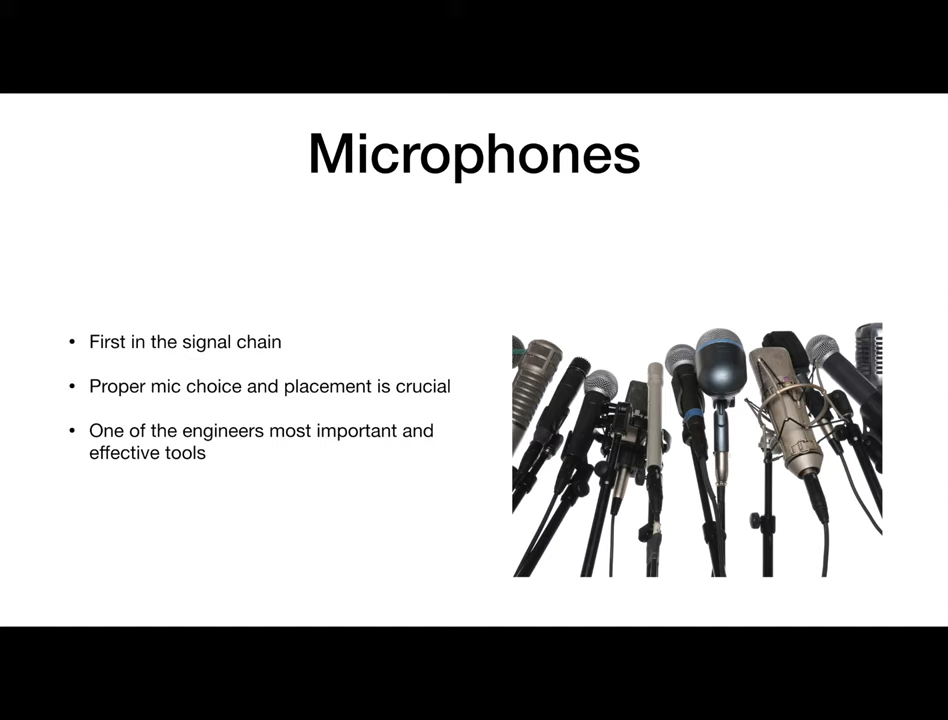 Microphones
• First in the signal chain
• Proper mic choice and placement is crucial
• One of the engineers most important and
effective tools